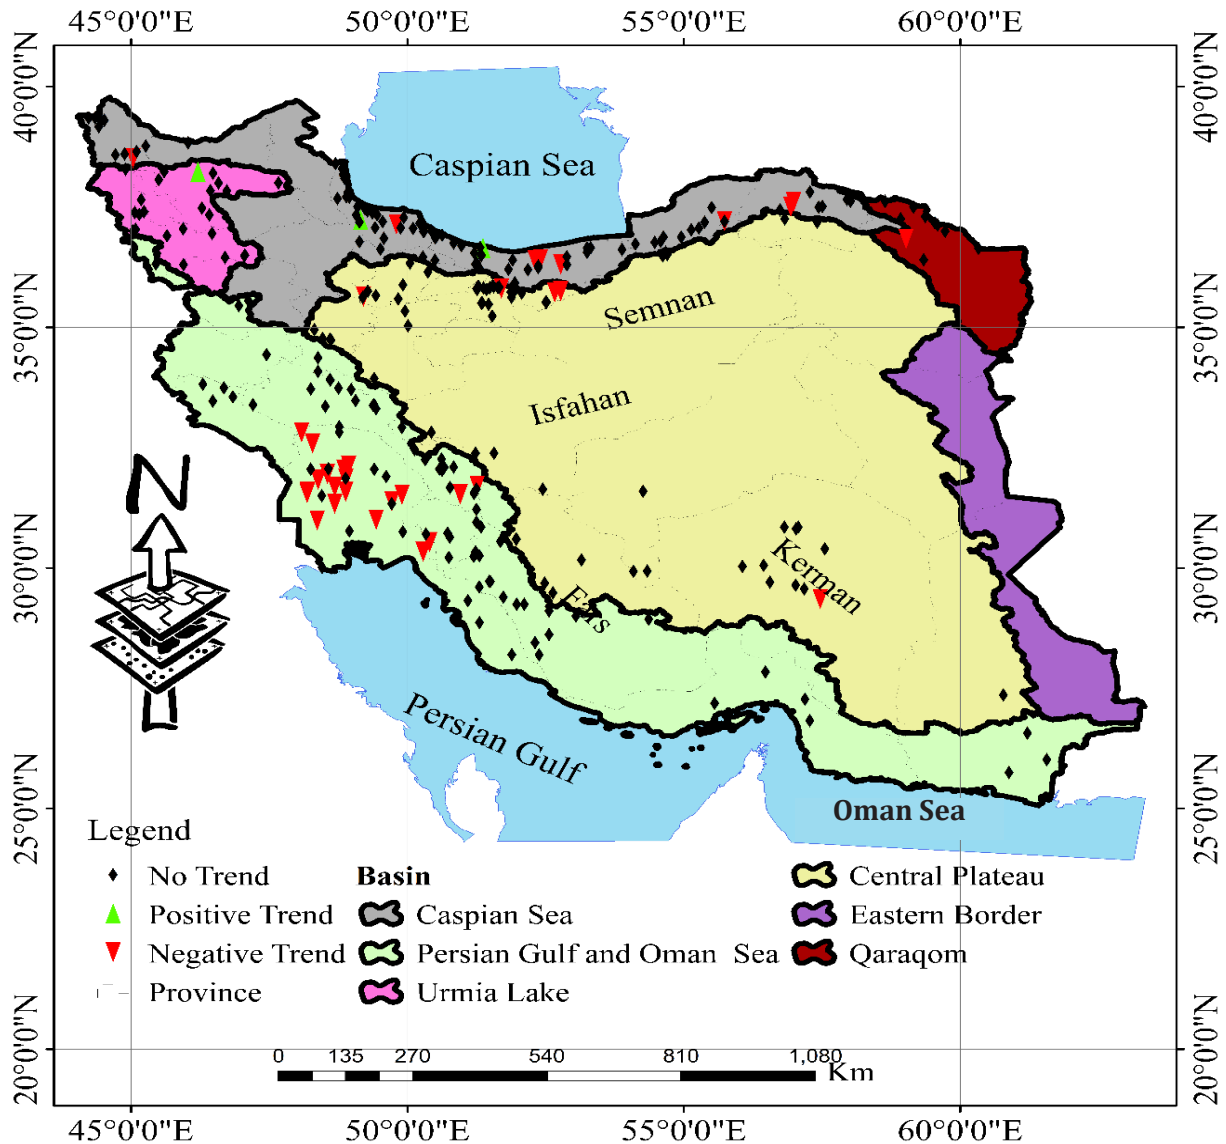 45°0'0"E 50°0'0"E 55°0'0"E 60°0'0"E
40°0'0"N 40°0'0"N
Caspian Sea
Semnan
35°0'0"N 35°0'0"N
Isfahan
N
Kerman
30°0'0"N 30°0'0"N
Fars
Persian Gulf
Oman Sea
25°0'0"N 25°0'0"N
Legend
No Trend
Positive Trend
Negative Trend
Province
Basin
Caspian Sea
Persian Gulf and Oman Sea
Urmia Lake
Central Plateau
Eastern Border
Qaraqom
20°0'0"N 20°0'0"N
0 135 270 540 810 1,080
Km
45°0'0"E 50°0'0"E 55°0'0"E 60°0'0"E